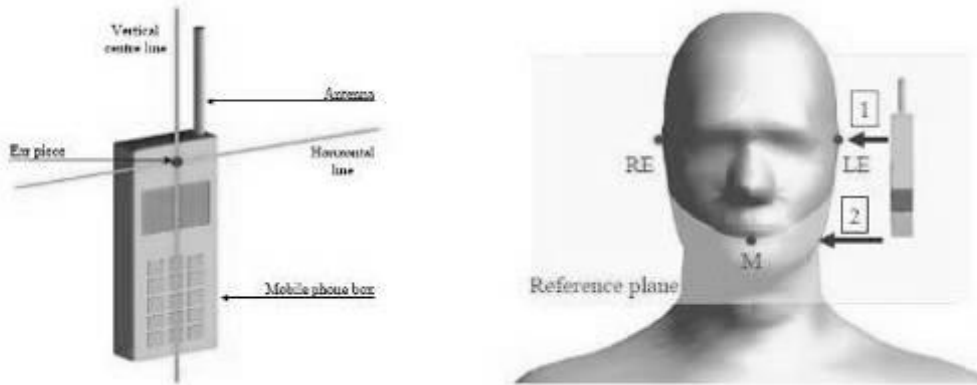 Vertical
centre line
Antenna
Ear piece
Horizontal
line
Mobile phone box
1
RE
LE
2
M
Reference plane